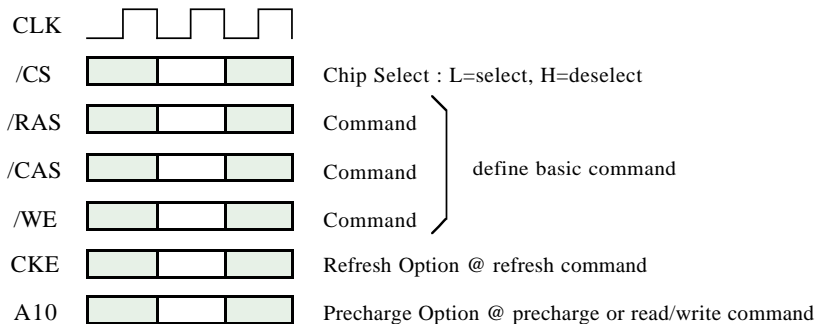 CLK
/CS Chip Select : L=select, H=deselect
/RAS Command
/CAS Command define basic command
/WE Command
CKE Refresh Option @ refresh command
A10 Precharge Option @ precharge or read/write command